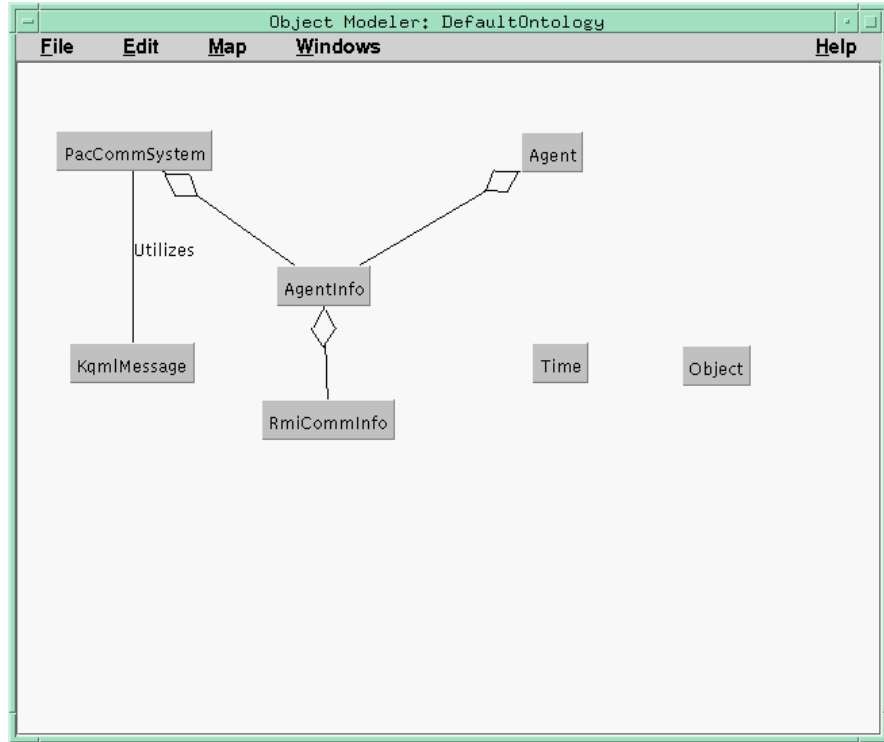 Object Modeler: DefaultOntology
File Edit Map Windows Help
PacCommSystem
Agent
Utilizes
AgentInfo
KqmlMessage
Time
Object
RmiCommInfo